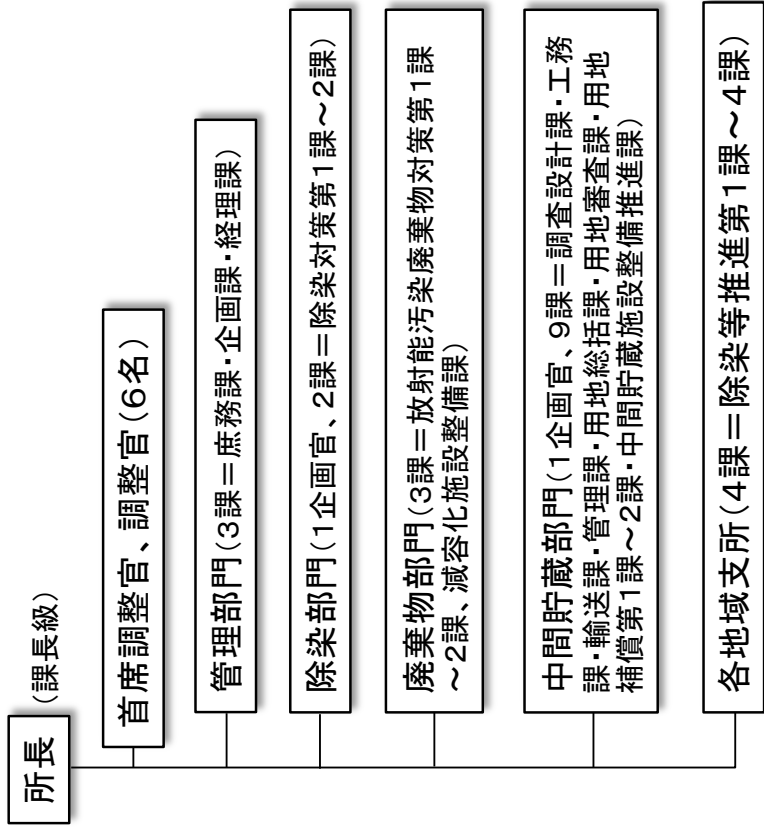 所長
(課長級)
首席調整官、調整官(6名)
管理部門(3課＝庶務課・企画課・経理課)
除染部門(1企画官、2課＝除染対策第1課～2課)
廃棄物部門(3課＝放射能汚染廃棄物対策第1課
～2課、減容化施設整備課)
中間貯蔵部門(1企画官、9課＝調査設計課・工務
課・輸送課・管理課・用地総括課・用地審査課・用地
補償第1課～2課・中間貯蔵施設整備推進課)
各地域支所(4課＝除染等推進第1課～4課)